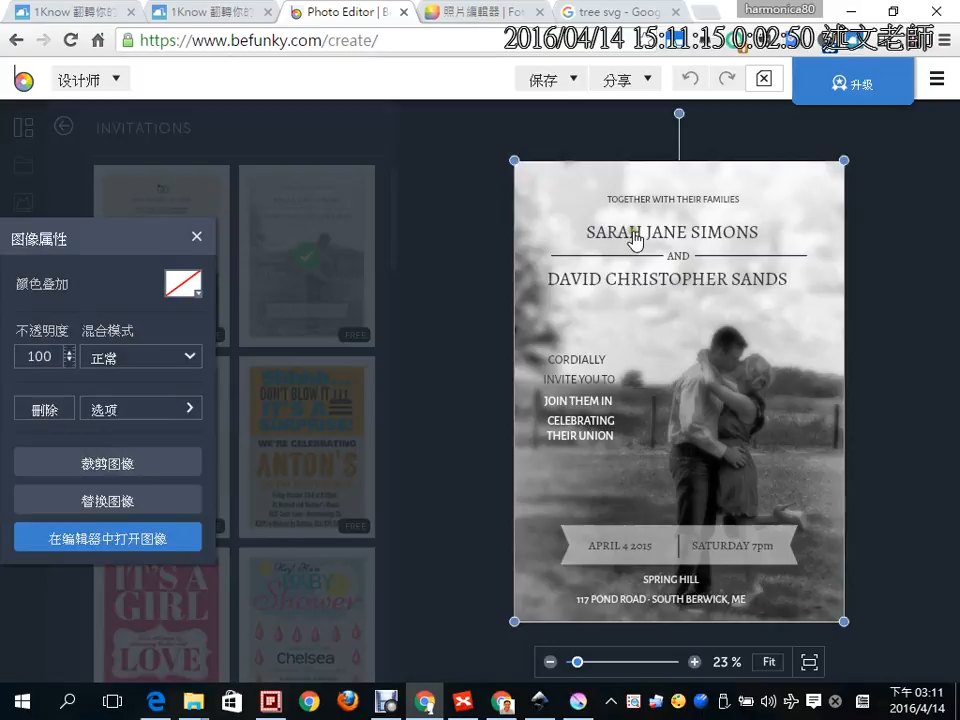 1Know 翻轉你的
1Know 翻轉你的
Photo Editor | B
照片編輯器 | Fo
tree svg - Goog
harmonica80
https://www.befunky.com/create/
2016/04/14 15:11:15 0:02:50 述文老師
设计师
保存
分享
升级
INVITATIONS
图像属性
颜色叠加
不透明度 混合模式
100
正常
刪除
选项
裁剪图像
替换图像
在编辑器中打开图像
FREE
Shhhh...
DON'T BLOW
IT'S A
SURPRISE!
WE'RE CELEBRATING
ANTON'S
FREE
IT'S A
GIRL
LOVE
BABY
Shower
Chelsea
TOGETHER WITH THEIR FAMILIES
SARAH JANE SIMONS
AND
DAVID CHRISTOPHER SANDS
CORDIALLY
INVITE YOU TO
JOIN THEM IN
CELEBRATING
THEIR UNION
APRIL 4 2015
SATURDAY 7pm
SPRING HILL
117 POND ROAD · SOUTH BERWICK, ME
23 %
Fit
下午 03:11
2016/4/14